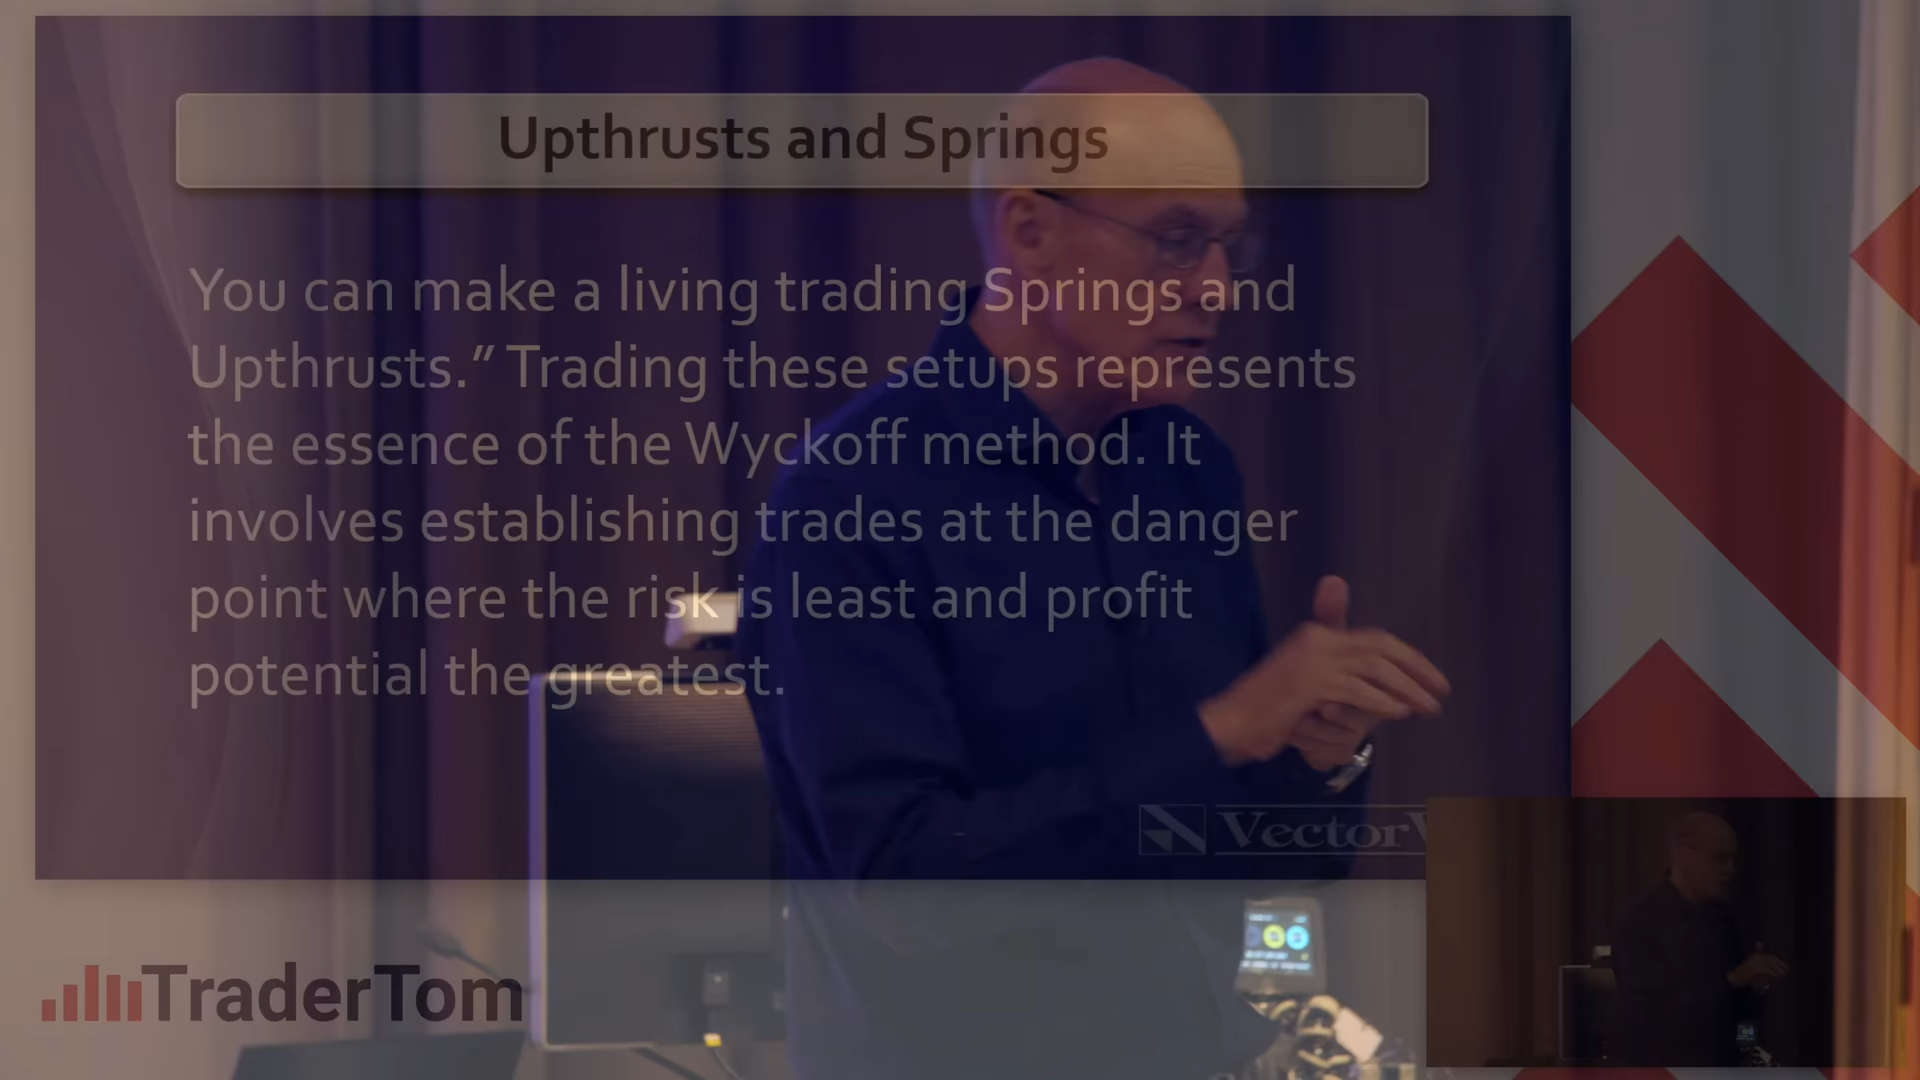 Upthrusts and Springs
You can make a living trading Springs and
Upthrusts.” Trading these setups represents
the essence of the Wyckoff method. It
involves establishing trades at the danger
point where the risk is least and profit
potential the greatest.
Vector
TraderTom